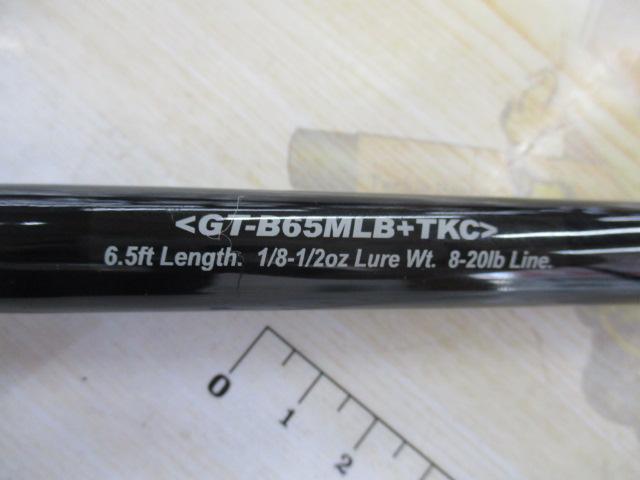 <GT-B65MLB+TKC>
6.5ft Length. 1/8-1/2oz Lure Wt. 8-20lb Line.
0 1 2